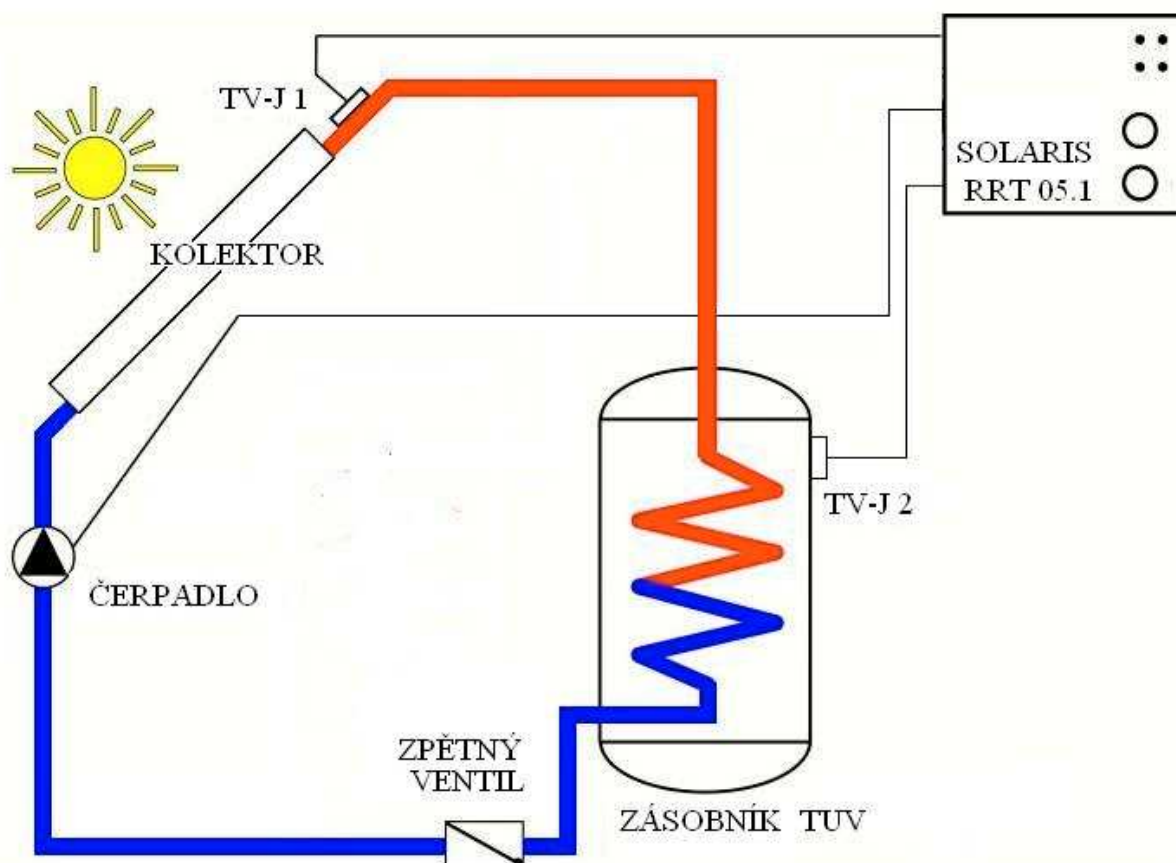 TV-J 1
SOLARIS
RRT 05.1
KOLEKTOR
TV-J 2
ČERPADLO
ZPĚTNÝ
VENTIL
ZÁSOBNÍK TUV